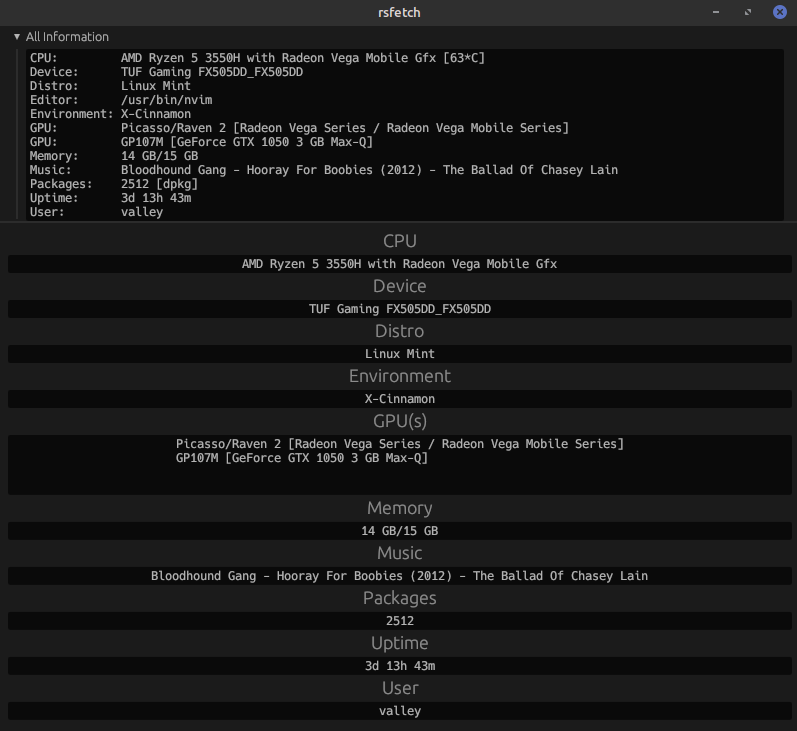 rsfetch
All Information
CPU: AMD Ryzen 5 3550H with Radeon Vega Mobile Gfx [63*C]
Device: TUF Gaming FX505DD_FX505DD
Distro: Linux Mint
Editor: /usr/bin/nvim
Environment: X-Cinnamon
GPU: Picasso/Raven 2 [Radeon Vega Series / Radeon Vega Mobile Series]
GPU: GP107M [GeForce GTX 1050 3 GB Max-Q]
Memory: 14 GB/15 GB
Music: Bloodhound Gang - Hooray For Boobies (2012) - The Ballad Of Chasey Lain
Packages: 2512 [dpkg]
Uptime: 3d 13h 43m
User: valley
CPU
AMD Ryzen 5 3550H with Radeon Vega Mobile Gfx
Device
TUF Gaming FX505DD_FX505DD
Distro
Linux Mint
Environment
X-Cinnamon
GPU(s)
Picasso/Raven 2 [Radeon Vega Series / Radeon Vega Mobile Series]
GP107M [GeForce GTX 1050 3 GB Max-Q]
Memory
14 GB/15 GB
Music
Bloodhound Gang - Hooray For Boobies (2012) - The Ballad Of Chasey Lain
Packages
2512
Uptime
3d 13h 43m
User
valley